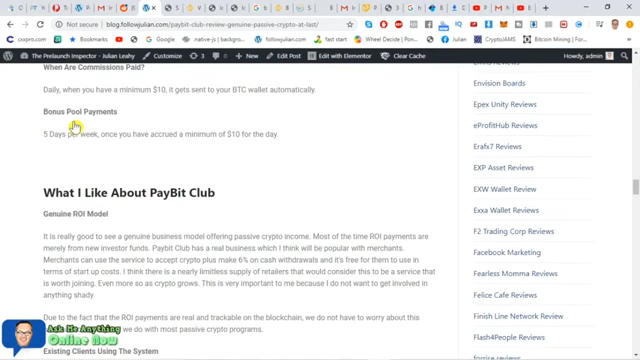 Not secure | blog.followjulian.com/paybit-club-review-genuine-passive-crypto-at-last/
cxxpro.com
Google Search
Wheel Decide | O...
fast start
Facebook
Julian
CryptoJAMS
Bitcoin Mining | Fo...
The Prelaunch Inspector | Julian Leahy
Customize
3
0
New
Edit Post
Edit with Elementor
Clear Cache
Howdy, admin
When Are Commissions Paid?
Daily, when you have a minimum $10, it gets sent to your BTC wallet automatically.
Bonus Pool Payments
5 Days per week, once you have accrued a minimum of $10 for the day.
What I Like About PayBit Club
Genuine ROI Model
It is really good to see a genuine business model offering passive crypto income. Most of the time ROI payments are
merely from new investor funds. Paybit Club has a real business which I think will be popular with merchants.
Merchants can use the service to accept crypto plus make 6% on cash withdrawals and it's free for them to use in
terms of start up costs. I think there is a nearly limitless supply of retailers that would consider this to be a service that
is worth joining. Even more so as crypto grows. This is very important to me because I do not want to get involved in
anything shady.
Due to the fact that the ROI payments are real and trackable on the blockchain, we do not have to worry about this
we do with most passive crypto programs.
Existing Clients Using The System
Envision Boards
Epex Unity Reviews
eProfitHub Reviews
Erafx7 Reviews
EXP Asset Reviews
EXW Wallet Review
Exxa Wallet Reviews
F2 Trading Corp Reviews
Facebook Marketing
Fearless Momma Reviews
Felice Cafe Reviews
Finish Line Network Review
Flash4People Reviews
forrise Reviews
Ask Me Anything
Online Now